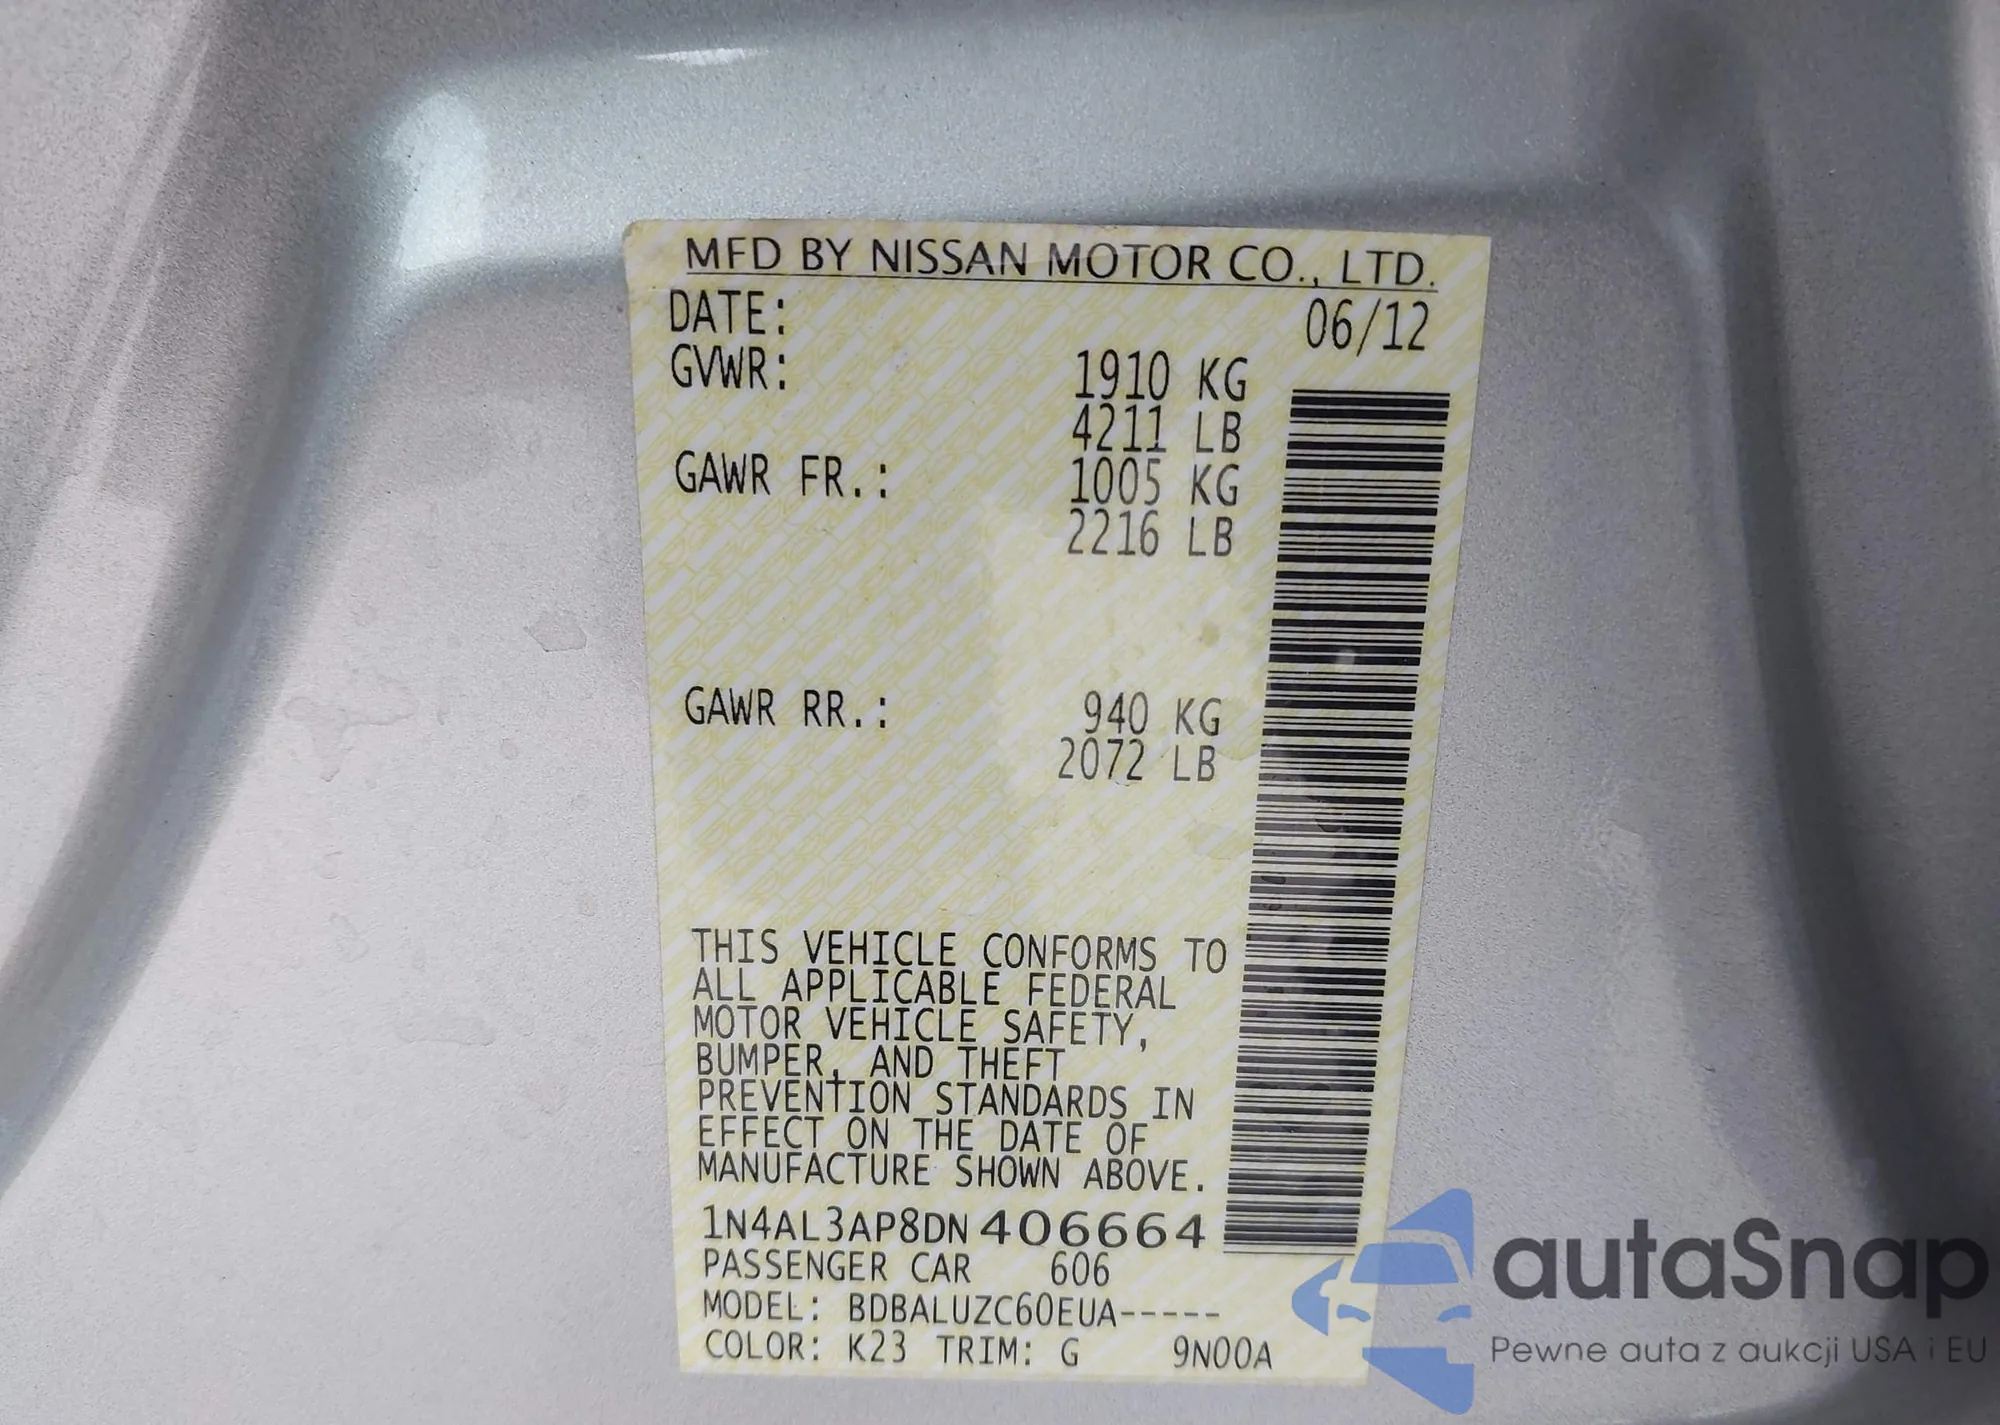 MFD BY NISSAN MOTOR CO., LTD.
DATE: 06/12
GVWR: 1910 KG
4211 LB
GAWR FR.: 1005 KG
2216 LB
GAWR RR.: 940 KG
2072 LB
THIS VEHICLE CONFORMS TO
ALL APPLICABLE FEDERAL
MOTOR VEHICLE SAFETY,
BUMPER, AND THEFT
PREVENTION STANDARDS IN
EFFECT ON THE DATE OF
MANUFACTURE SHOWN ABOVE.
1N4AL3AP8DN406664
PASSENGER CAR 606
MODEL: BDBALUZC60EUA-----
COLOR: K23 TRIM: G 9N00A
autaSnap
Pewne auta z aukcji USA i EU